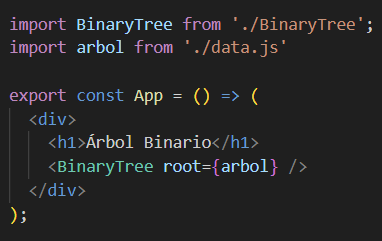 import BinaryTree from './BinaryTree';
import arbol from './data.js'

export const App = () => (
  <div>
    <h1>Árbol Binario</h1>
    <BinaryTree root={arbol} />
  </div>
);